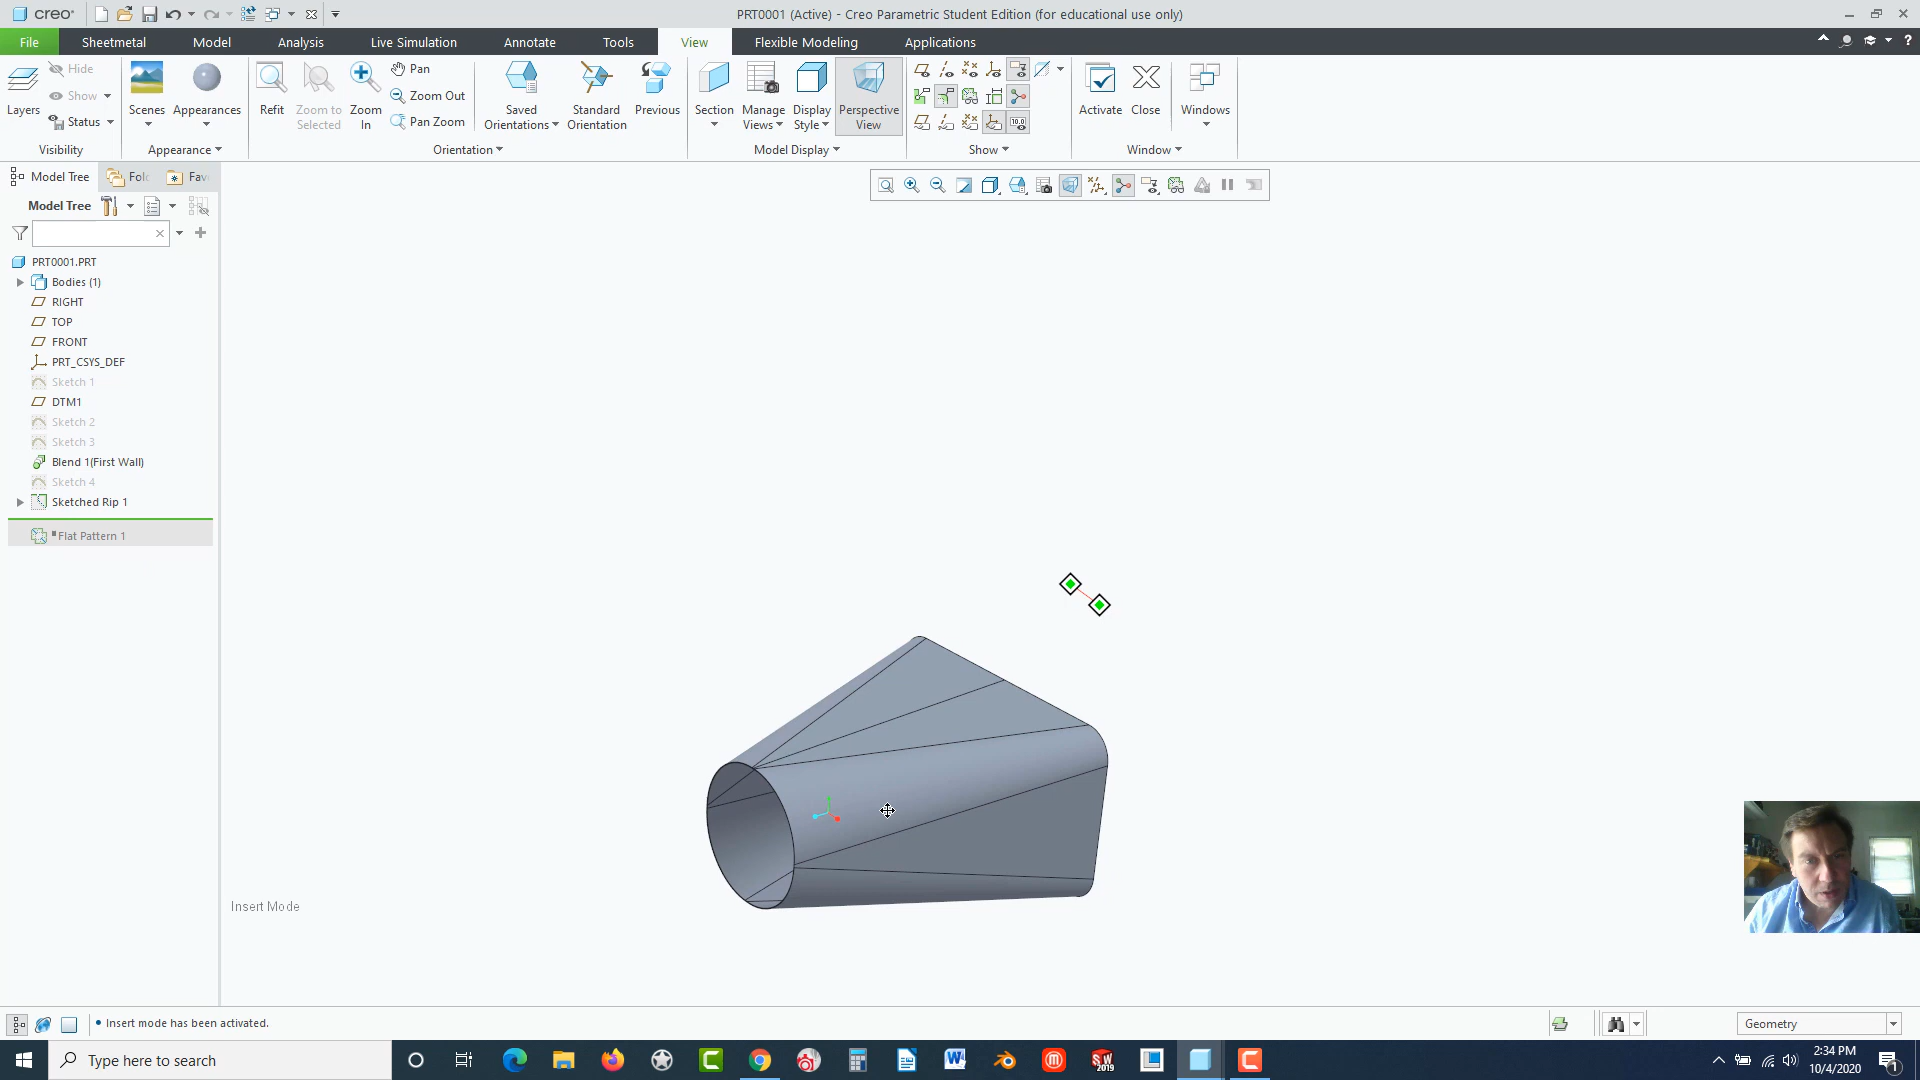 creo
PRT0001 (Active) - Creo Parametric Student Edition (for educational use only)
File
Sheetmetal
Model
Analysis
Live Simulation
Annotate
Tools
View
Flexible Modeling
Applications
Layers
Hide
Show
Status
Visibility
Scenes
Appearances
Appearance
Refit
Zoom to
Selected
Zoom
In
Pan
Zoom Out
Pan Zoom
Saved
Orientations
Standard
Orientation
Previous
Orientation
Section
Manage
Views
Display
Style
Perspective
View
Model Display
Show
Activate
Close
Windows
Window
Model Tree
Fol
Fav
Model Tree
PRT0001.PRT
Bodies (1)
RIGHT
TOP
FRONT
PRT_CSYS_DEF
Sketch 1
DTM1
Sketch 2
Sketch 3
Blend 1(First Wall)
Sketch 4
Sketched Rip 1
Flat Pattern 1
Insert Mode
• Insert mode has been activated.
Geometry
Type here to search
2019
2:34 PM
10/4/2020
1